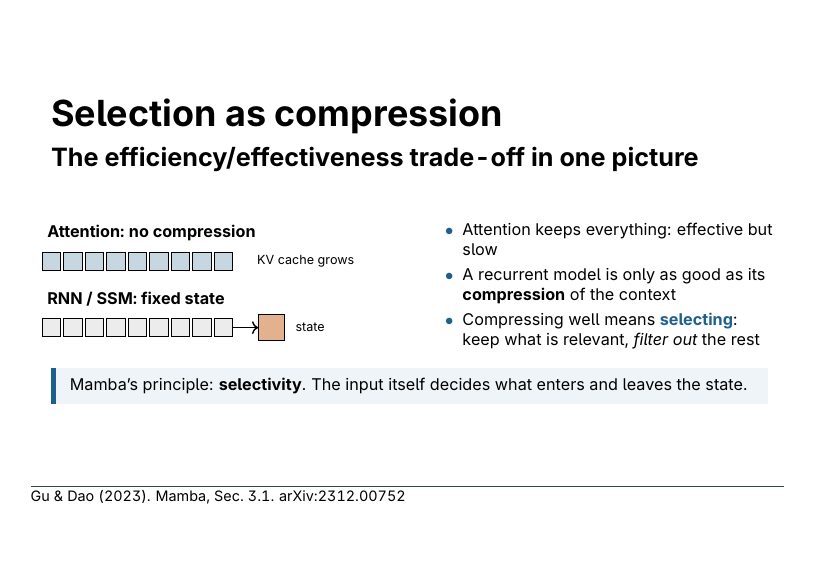 Selection as compression
The efficiency/effectiveness trade-off in one picture
Attention: no compression
KV cache grows
RNN / SSM: fixed state
state
Attention keeps everything: effective but
slow
A recurrent model is only as good as its
compression of the context
Compressing well means selecting:
keep what is relevant, filter out the rest
Mamba’s principle: selectivity. The input itself decides what enters and leaves the state.
Gu & Dao (2023). Mamba, Sec. 3.1. arXiv:2312.00752